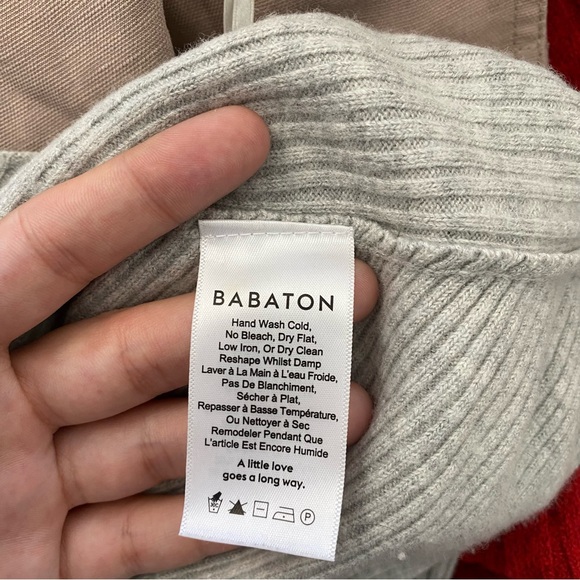 BABATON
Hand Wash Cold,
No Bleach, Dry Flat,
Low Iron, Or Dry Clean
Reshape Whilst Damp
Laver à La Main à L'eau Froide,
Pas De Blanchiment,
Sécher à Plat,
Repasser à Basse Température,
Ou Nettoyer à Sec
Remodeler Pendant Que
L'article Est Encore Humide
A little love
goes a long way.
P